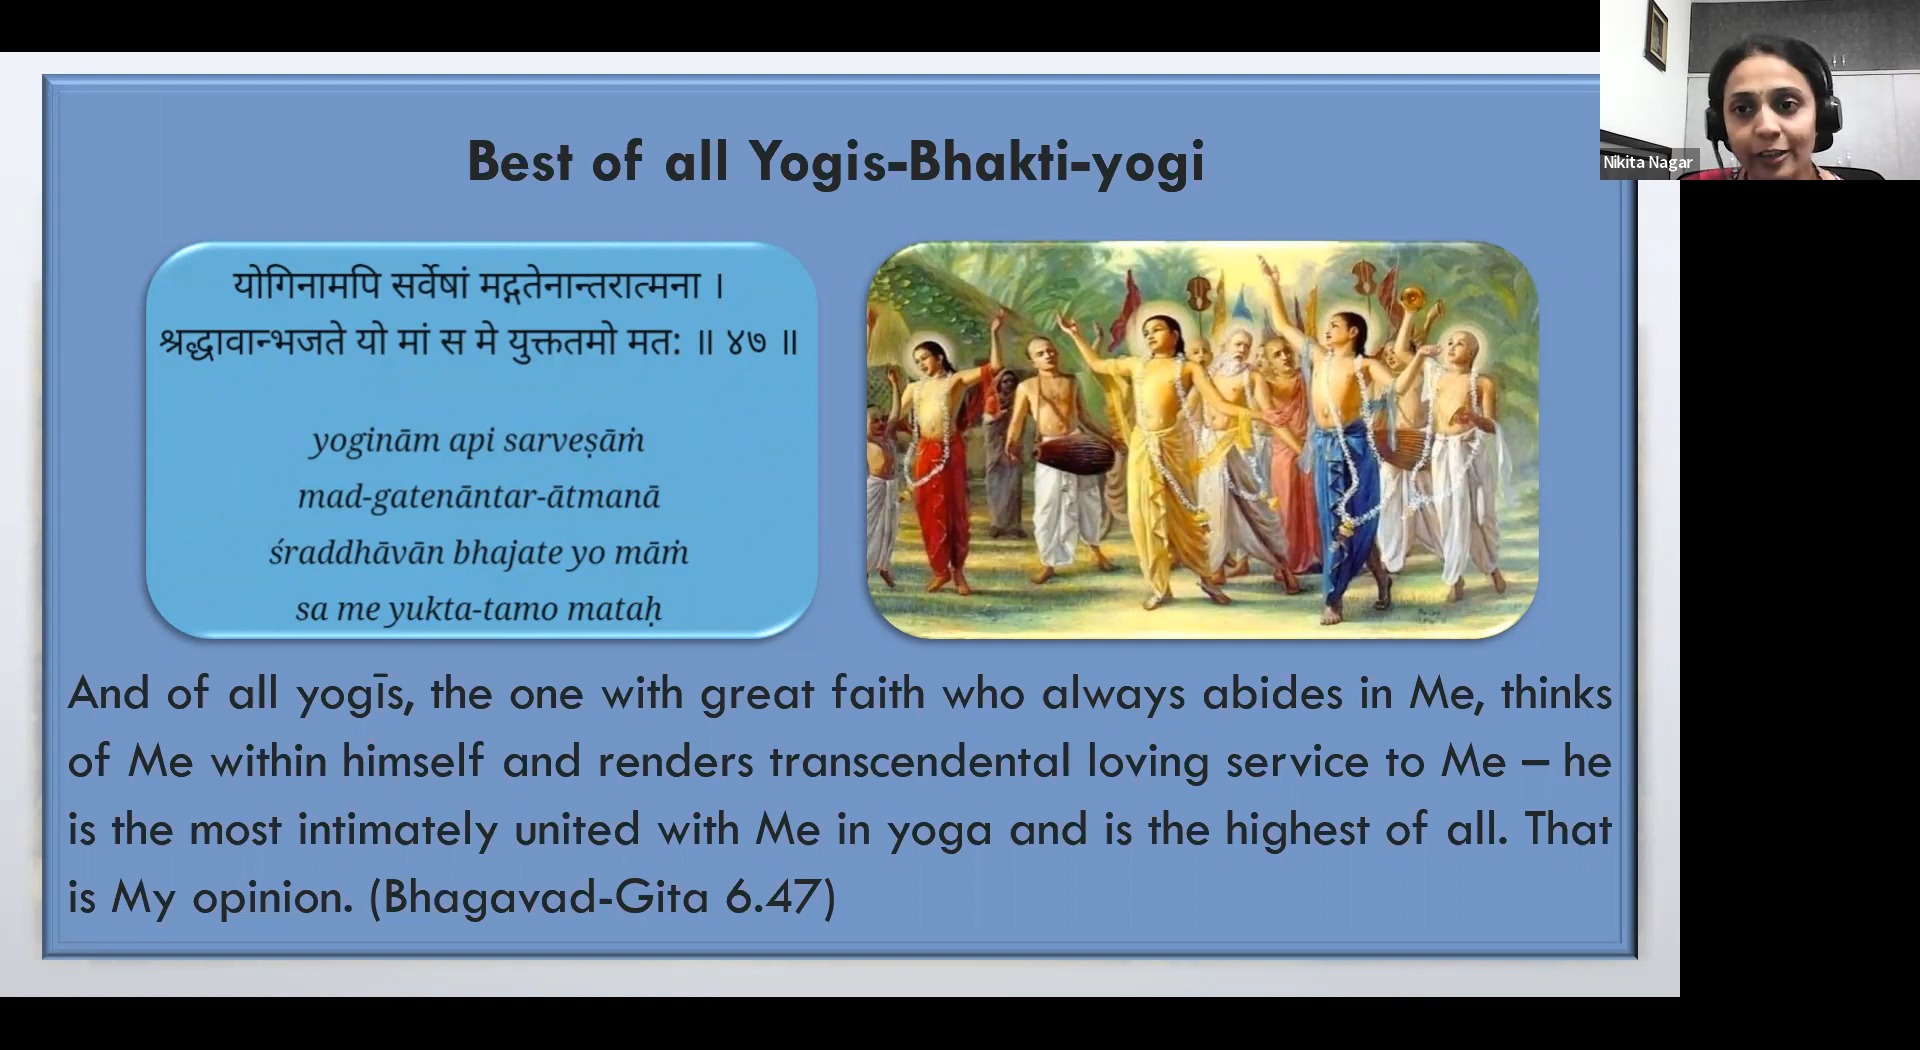 Best of all Yogis-Bhakti-yogi
योगिनामपि सर्वेषां मद्गतेनान्तरात्मना ।
श्रद्धावान्भजते यो मां स मे युक्ततमो मत: ॥ ४७ ॥
yoginām api sarveṣāṁ
mad-gatenāntar-ātmanā
śraddhāvān bhajate yo māṁ
sa me yukta-tamo mataḥ
And of all yogīs, the one with great faith who always abides in Me, thinks
of Me within himself and renders transcendental loving service to Me – he
is the most intimately united with Me in yoga and is the highest of all. That
is My opinion. (Bhagavad-Gita 6.47)
Nikita Nagar